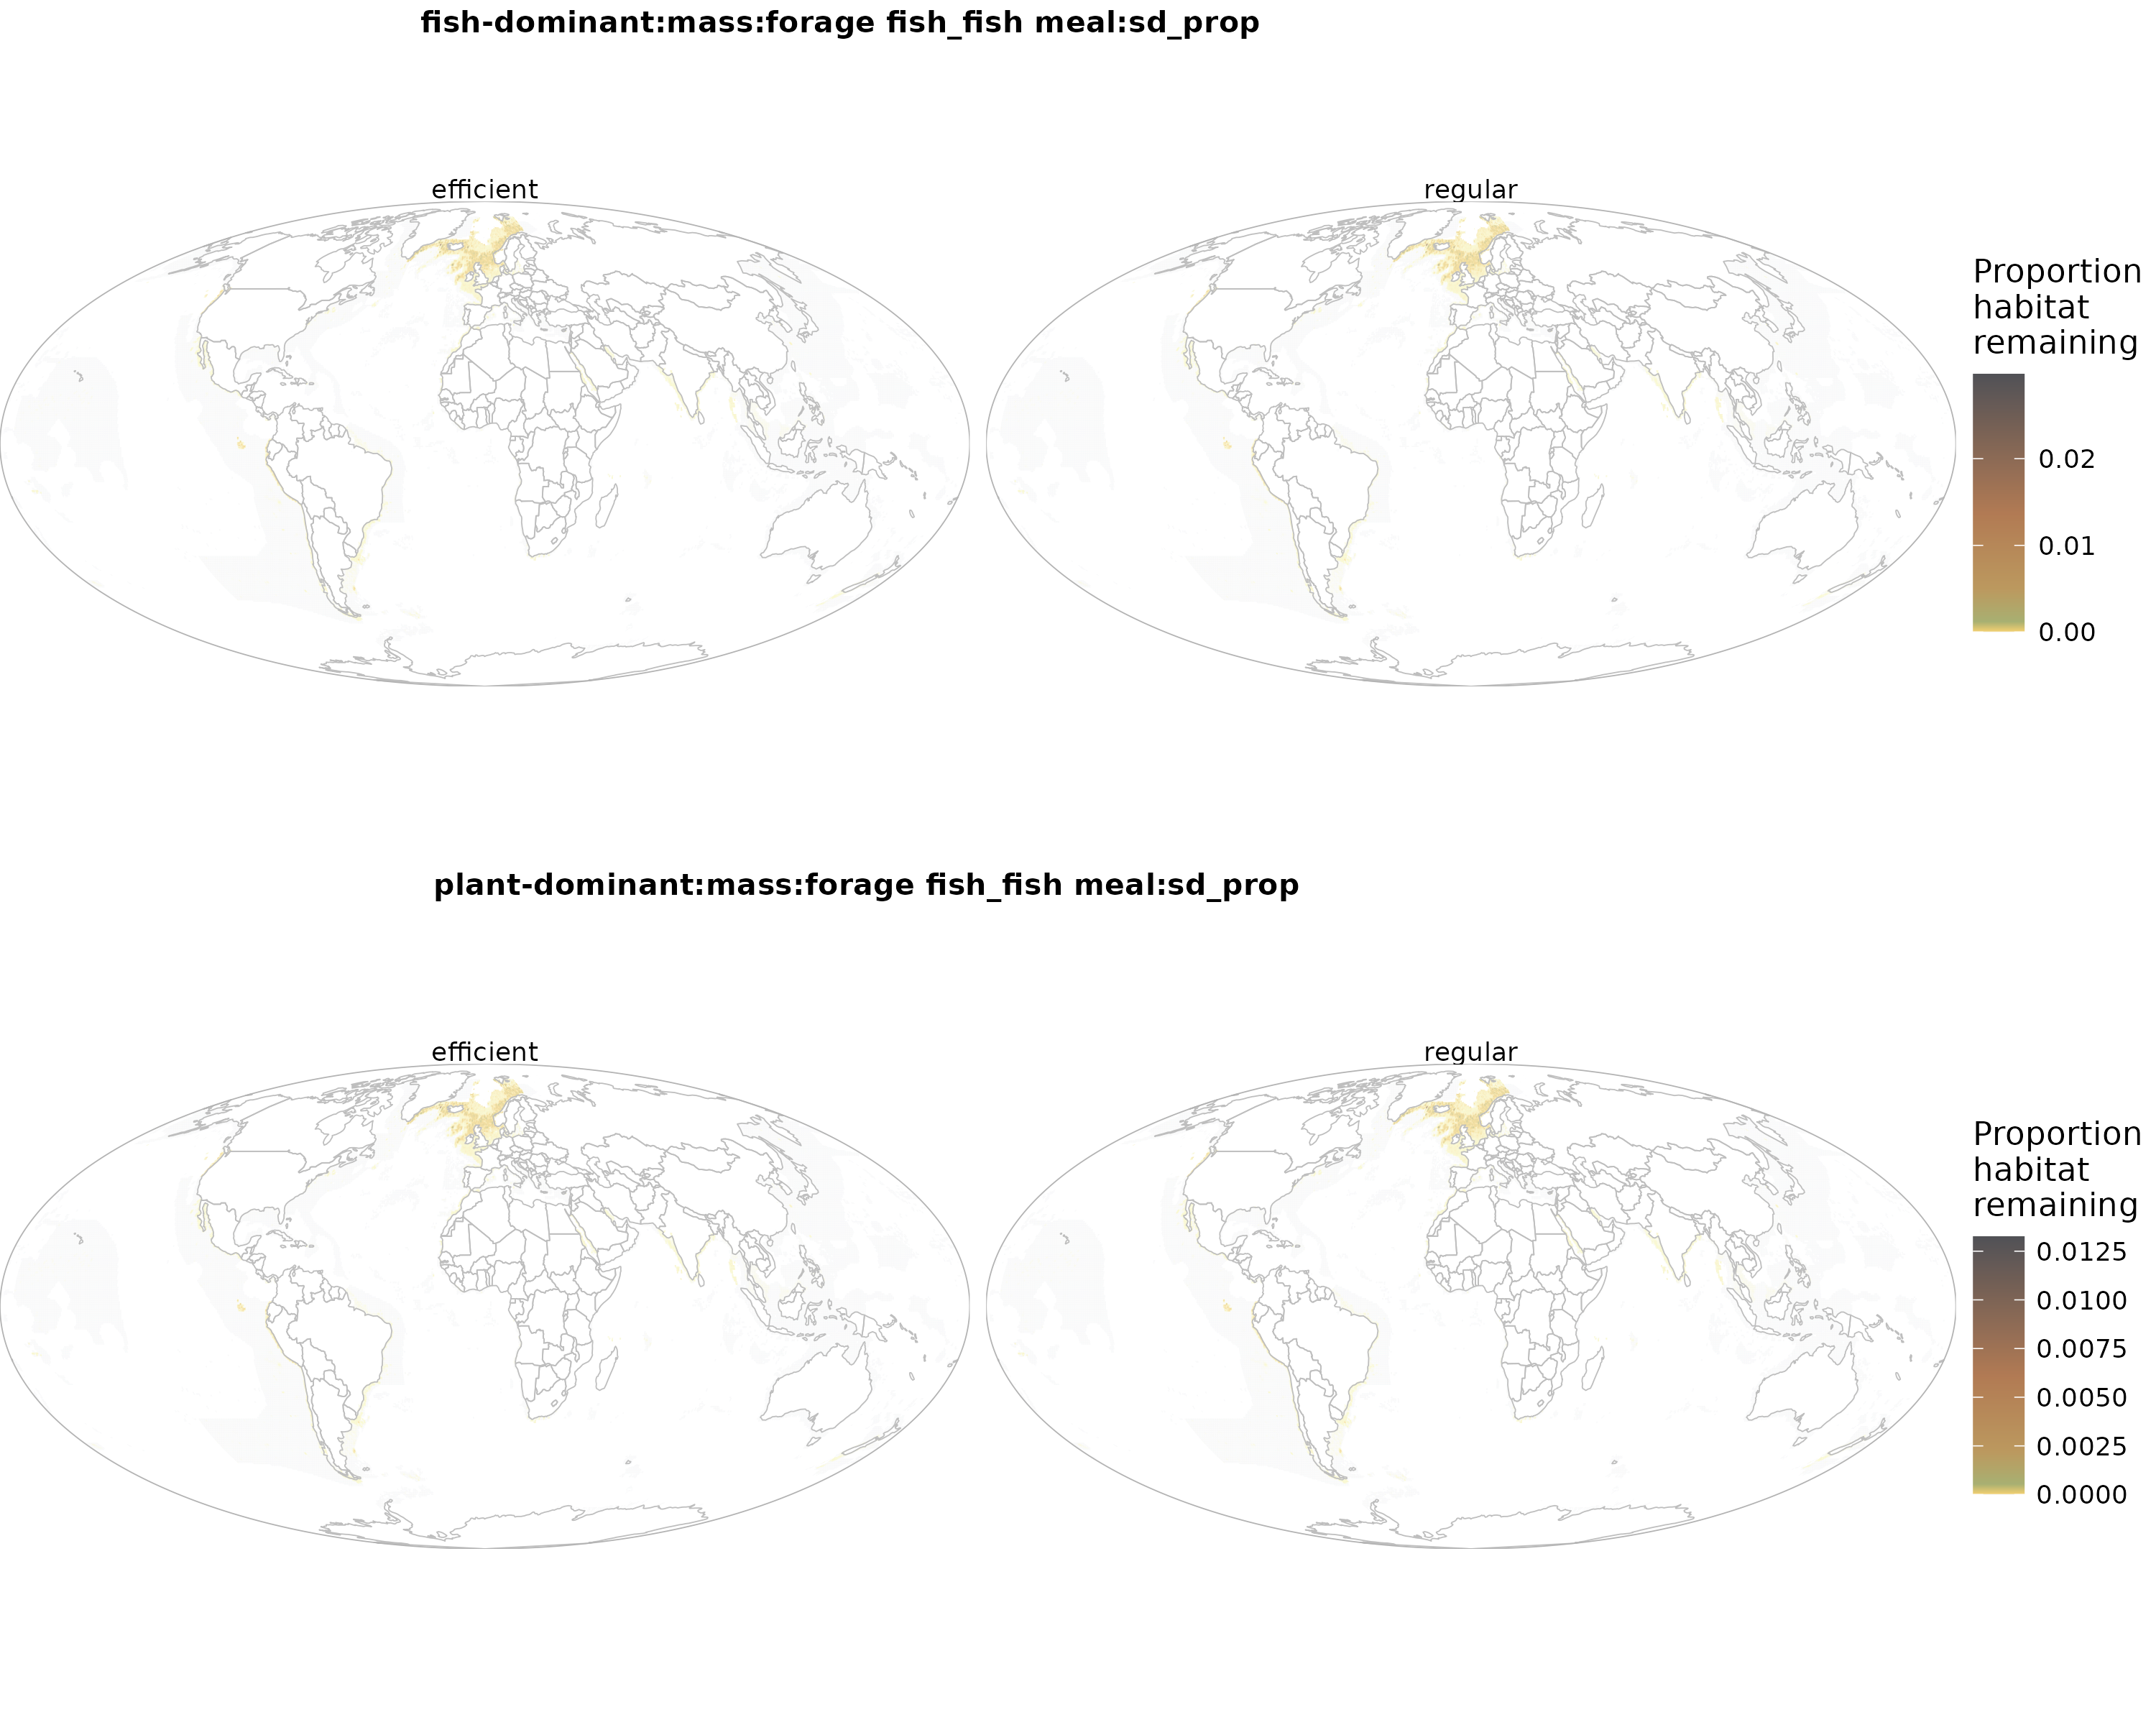 fish-dominant:mass:forage fish_fish meal:sd_prop
efficient
regular
Proportion
habitat
remaining
0.02
0.01
0.00
plant-dominant:mass:forage fish_fish meal:sd_prop
efficient
regular
Proportion
habitat
remaining
0.0125
0.0100
0.0075
0.0050
0.0025
0.0000